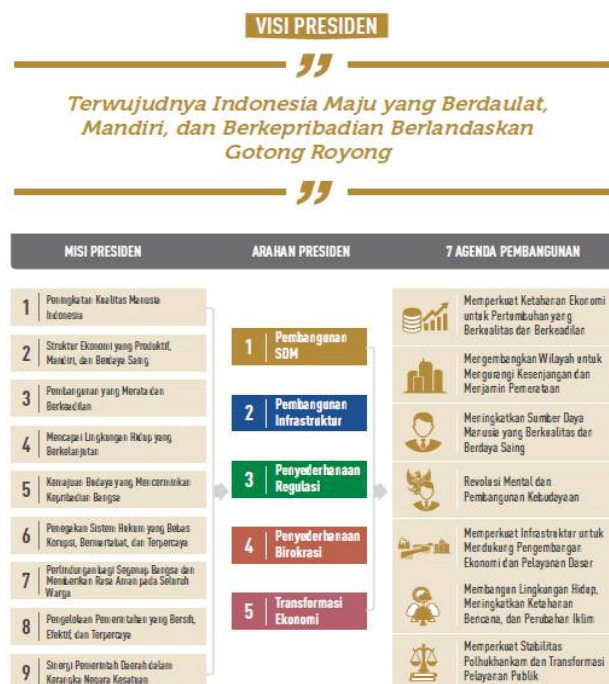 VISI PRESIDEN
Terwujudnya Indonesia Maju yang Berdaulat,
Mandiri, dan Berkepribadian Berlandaskan
Gotong Royong
MISI PRESIDEN
1
Peningkatan Kualitas Manusia
Indonesia
2
Struktur Ekonomi yang Produktif,
Mandiri, dan Berdaya Saing
3
Pembangunan yang Merata dan
Berkeadilan
4
Mencapai Lingkungan Hidup yang
Berkelanjutan
5
Kemajuan Budaya yang Mencerminkan
Kepribadian Bangsa
6
Penegakan Sistem Hukum yang Bebas
Korupsi, Bermartabat, dan Terpercaya
7
Perlindungan bagi Segenap Bangsa dan
Memberikan Rasa Aman pada Seluruh
Warga
8
Pengelolaan Pemerintahan yang Bersih,
Efektif, dan Terpercaya
9
Sinergi Pemerintah Daerah dalam
Kerangka Negara Kesatuan
ARAHAN PRESIDEN
1
Pembangunan
SDM
2
Pembangunan
Infrastruktur
3
Penyederhanaan
Regulasi
4
Penyederhanaan
Birokrasi
5
Transformasi
Ekonomi
7 AGENDA PEMBANGUNAN
Memperkuat Ketahanan Ekonomi
untuk Pertumbuhan yang
Berkualitas dan Berkeadilan
Mengembangkan Wilayah untuk
Mengurangi Kesenjangan dan
Menjamin Pemerataan
Meningkatkan Sumber Daya
Manusia yang Berkualitas dan
Berdaya Saing
Revolusi Mental dan
Pembangunan Kebudayaan
Memperkuat Infrastruktur untuk
Mendukung Pengembangan
Ekonomi dan Pelayanan Dasar
Membangun Lingkungan Hidup,
Meningkatkan Ketahanan
Bencana, dan Perubahan Iklim
Memperkuat Stabilitas
Polhukhankam dan Transformasi
Pelayanan Publik